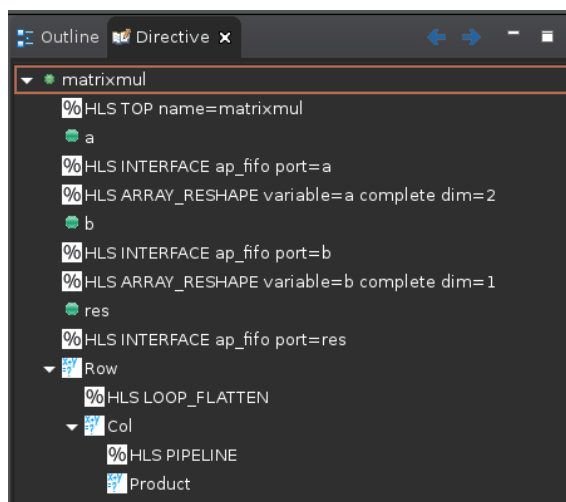 Outline Directive
matrixmul
% HLS TOP name=matrixmul
a
% HLS INTERFACE ap_fifo port=a
% HLS ARRAY_RESHAPE variable=a complete dim=2
b
% HLS INTERFACE ap_fifo port=b
% HLS ARRAY_RESHAPE variable=b complete dim=1
res
% HLS INTERFACE ap_fifo port=res
Row
% HLS LOOP_FLATTEN
Col
% HLS PIPELINE
Product